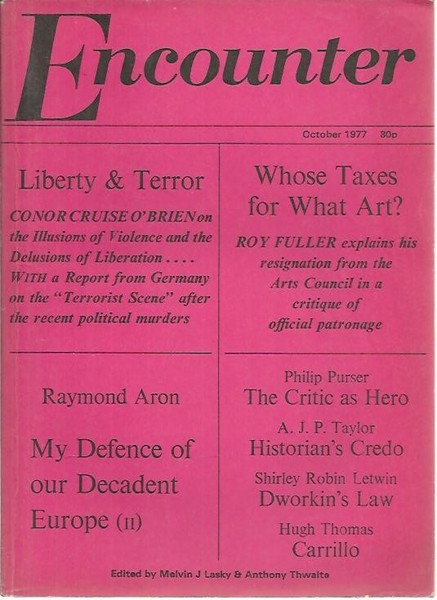 Encounter
October 1977 80p
Liberty & Terror
CONOR CRUISE O'BRIEN on
the Illusions of Violence and the
Delusions of Liberation ....
WITH a Report from Germany
on the "Terrorist Scene" after
the recent political murders
Whose Taxes
for What Art?
ROY FULLER explains his
resignation from the
Arts Council in a
critique of
official patronage
Raymond Aron
My Defence of
our Decadent
Europe (II)
Philip Purser
The Critic as Hero
A. J. P. Taylor
Historian's Credo
Shirley Robin Letwin
Dworkin's Law
Hugh Thomas
Carrillo
Edited by Melvin J Lasky & Anthony Thwaite